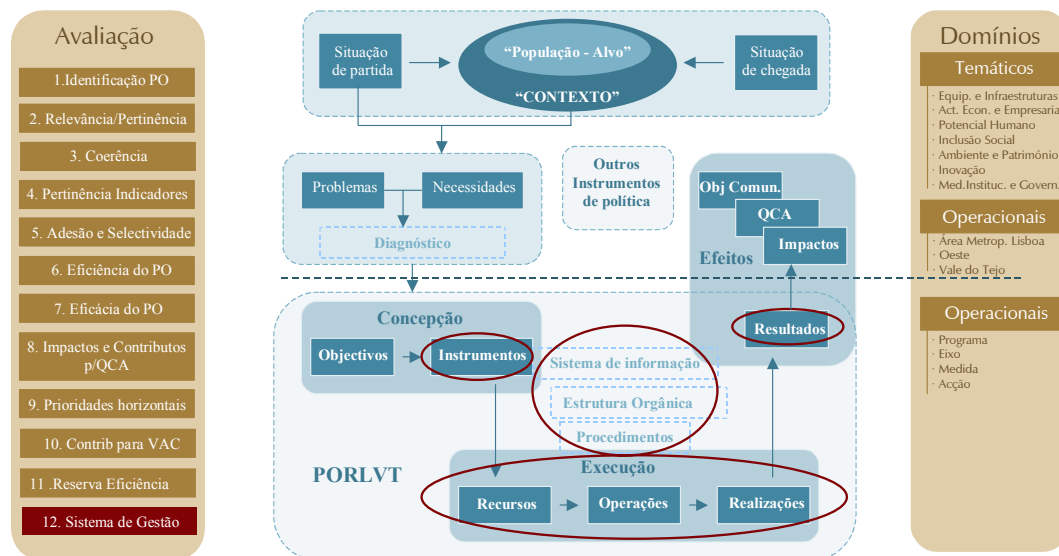 Avaliação
1.Identificação PO
2. Relevância/Pertinência
3. Coerência
4. Pertinência Indicadores
5. Adesão e Selectividade
6. Eficiência do PO
7. Eficácia do PO
8. Impactos e Contributos
p/QCA
9. Prioridades horizontais
10. Contrib para VAC
11 .Reserva Eficiência
12. Sistema de Gestão
Situação
de partida
“População - Alvo”
“CONTEXTO”
Situação
de chegada
Problemas
Necessidades
Diagnóstico
Outros
Instrumentos
de política
Obj Comun.
QCA
Impactos
Efeitos
Resultados
Concepção
Objectivos
Instrumentos
Sistema de informação
Estrutura Orgânica
Procedimentos
PORLVT
Execução
Recursos
Operações
Realizações
Domínios
Temáticos
· Equip. e Infraestruturas
· Act. Econ. e Empresaria
· Potencial Humano
· Inclusão Social
· Ambiente e Património
· Inovação
· Med.Instituc. e Govern.
Operacionais
· Área Metrop. Lisboa
· Oeste
· Vale do Tejo
Operacionais
· Programa
· Eixo
· Medida
· Acção